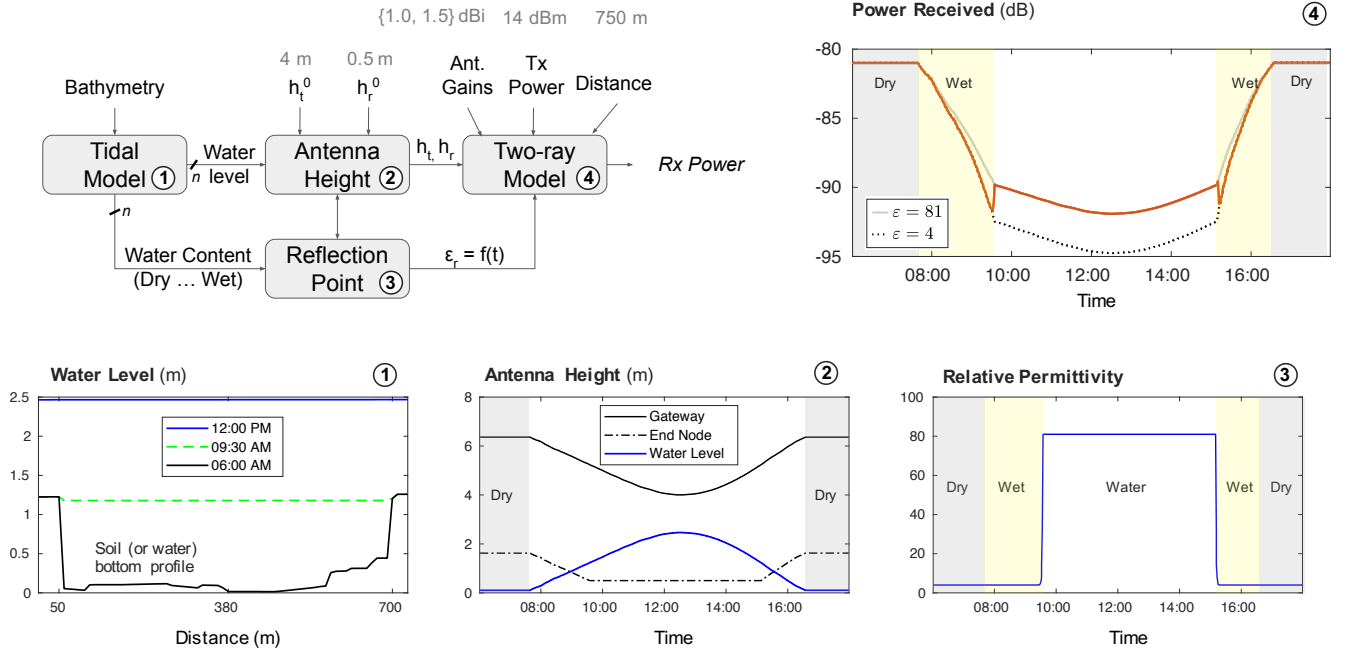 {1.0, 1.5} dBi 14 dBm 750 m
4 m 0.5 m
Bathymetry
h_t^0 h_r^0
Ant. Gains
Tx Power
Distance
Tidal Model 1
n
Water level
Antenna Height 2
h_t, h_r
Two-ray Model 4
Rx Power
n
Water Content
(Dry ... Wet)
Reflection Point 3
ε_r = f(t)
Power Received (dB) 4
-80
-85
-90
-95
Dry
Wet
Wet
Dry
ε = 81
ε = 4
08:00 10:00 12:00 14:00 16:00
Time
Water Level (m) 1
2.5
2
1.5
1
0.5
0
12:00 PM
09:30 AM
06:00 AM
Soil (or water)
bottom profile
50 380 700
Distance (m)
Antenna Height (m) 2
8
6
4
2
0
Gateway
End Node
Water Level
Dry
Dry
08:00 10:00 12:00 14:00 16:00
Time
Relative Permittivity 3
100
80
60
40
20
0
Dry
Wet
Water
Wet
Dry
08:00 10:00 12:00 14:00 16:00
Time